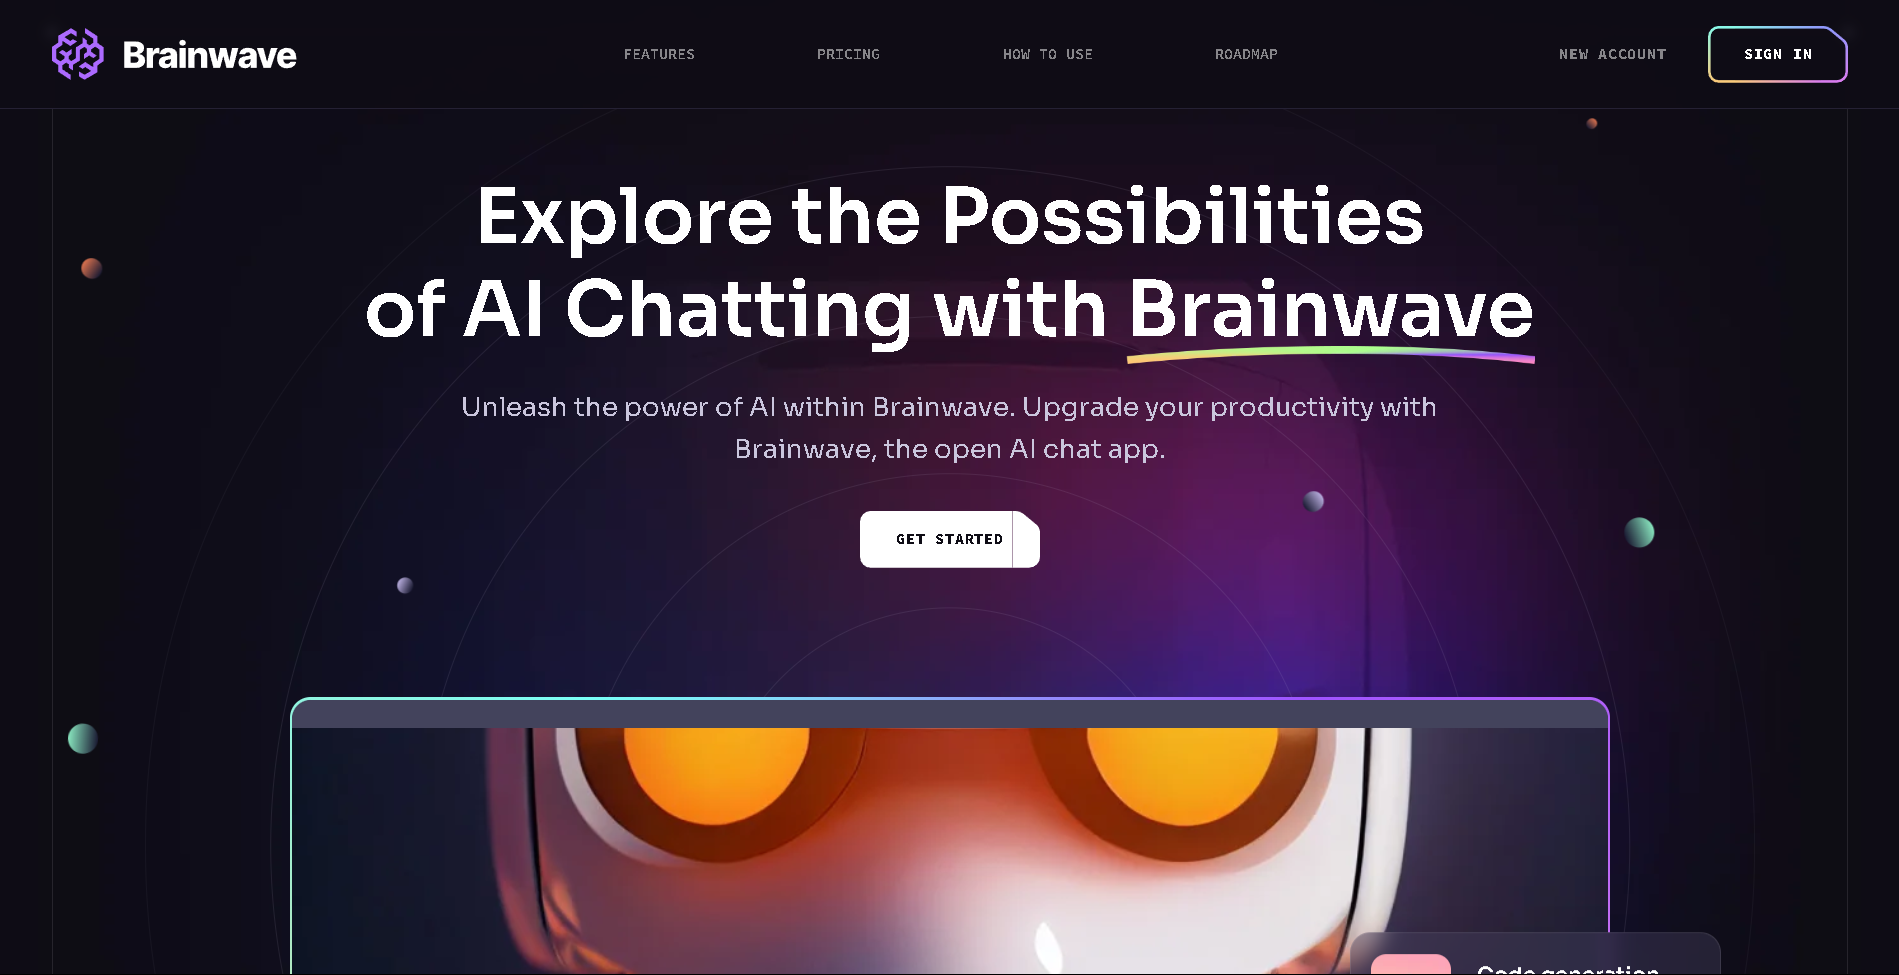 Brainwave
FEATURES
PRICING
HOW TO USE
ROADMAP
NEW ACCOUNT
SIGN IN
Explore the Possibilities
of AI Chatting with Brainwave
Unleash the power of AI within Brainwave. Upgrade your productivity with
Brainwave, the open AI chat app.
GET STARTED
Code generation